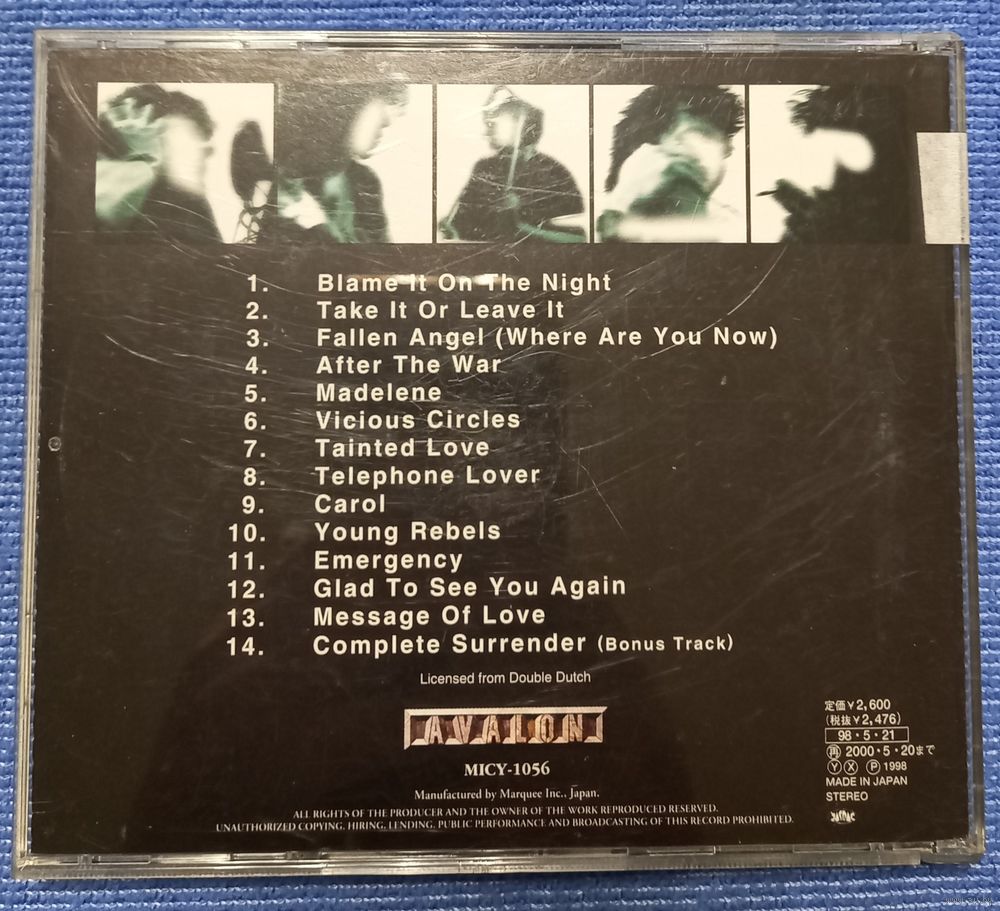 1. Blame It On The Night
2. Take It Or Leave It
3. Fallen Angel (Where Are You Now)
4. After The War
5. Madelene
6. Vicious Circles
7. Tainted Love
8. Telephone Lover
9. Carol
10. Young Rebels
11. Emergency
12. Glad To See You Again
13. Message Of Love
14. Complete Surrender (Bonus Track)
Licensed from Double Dutch
AVALON
MICY-1056
Manufactured by Marquee Inc., Japan.
ALL RIGHTS OF THE PRODUCER AND THE OWNER OF THE WORK REPRODUCED RESERVED.
UNAUTHORIZED COPYING, HIRING, LENDING, PUBLIC PERFORMANCE AND BROADCASTING OF THIS RECORD PROHIBITED.
定価¥2,600
(税抜¥2,476)
98・5・21
再 2000・5・20まで
Ⓨ Ⓧ Ⓟ 1998
MADE IN JAPAN
STEREO
JASRAC